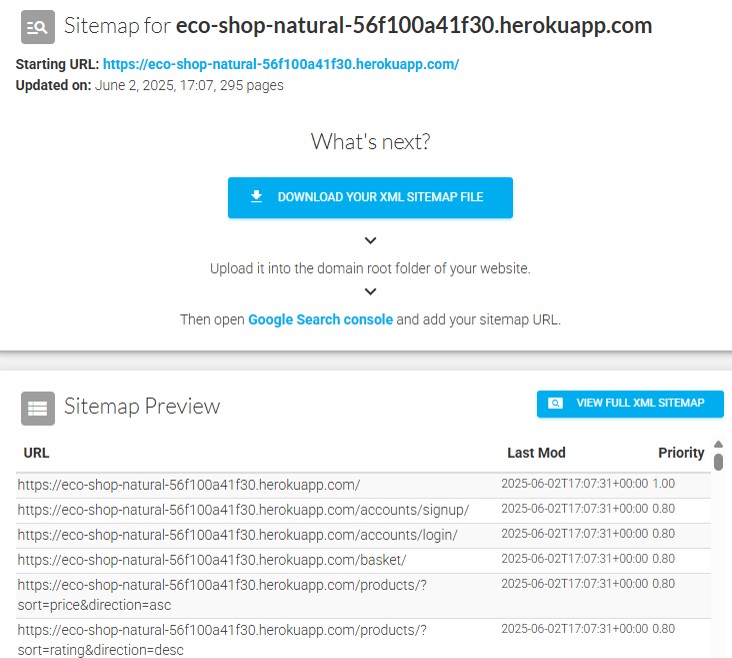 Sitemap for eco-shop-natural-56f100a41f30.herokuapp.com
Starting URL: https://eco-shop-natural-56f100a41f30.herokuapp.com/
Updated on: June 2, 2025, 17:07, 295 pages
What's next?
DOWNLOAD YOUR XML SITEMAP FILE
Upload it into the domain root folder of your website.
Then open Google Search console and add your sitemap URL.
Sitemap Preview VIEW FULL XML SITEMAP
URL Last Mod Priority
https://eco-shop-natural-56f100a41f30.herokuapp.com/ 2025-06-02T17:07:31+00:00 1.00
https://eco-shop-natural-56f100a41f30.herokuapp.com/accounts/signup/ 2025-06-02T17:07:31+00:00 0.80
https://eco-shop-natural-56f100a41f30.herokuapp.com/accounts/login/ 2025-06-02T17:07:31+00:00 0.80
https://eco-shop-natural-56f100a41f30.herokuapp.com/basket/ 2025-06-02T17:07:31+00:00 0.80
https://eco-shop-natural-56f100a41f30.herokuapp.com/products/? 2025-06-02T17:07:31+00:00 0.80
sort=price&direction=asc
https://eco-shop-natural-56f100a41f30.herokuapp.com/products/? 2025-06-02T17:07:31+00:00 0.80
sort=rating&direction=desc